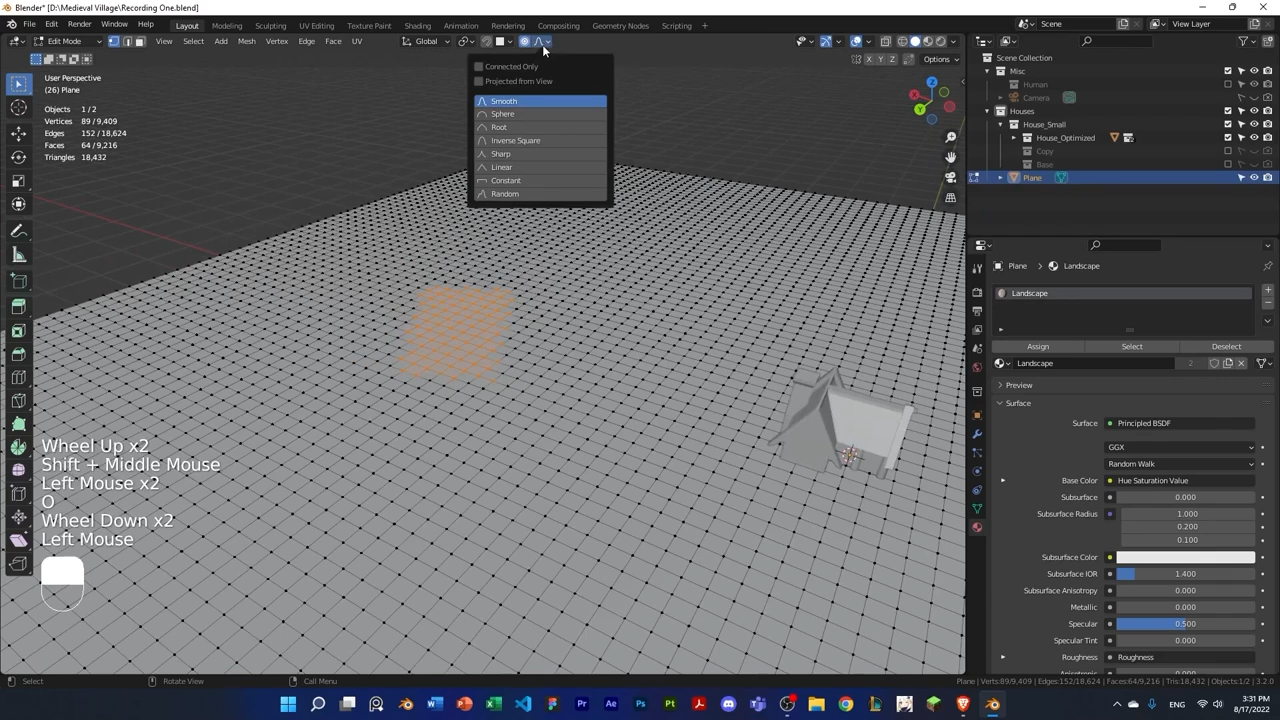 Blender* [D:\Medieval Village\Recording One.blend]
File Edit Render Window Help Layout Modeling Sculpting UV Editing Texture Paint Shading Animation Rendering Compositing Geometry Nodes Scripting + Scene View Layer
Edit Mode View Select Add Mesh Vertex Edge Face UV Global
X Y Z Options
User Perspective
(26) Plane
Objects 1/2
Vertices 89/9,409
Edges 152/18,624
Faces 64/9,216
Triangles 18,432
Connected Only
Projected from View
Smooth
Sphere
Root
Inverse Square
Sharp
Linear
Constant
Random
Z
X
Y
Wheel Up x2
Shift + Middle Mouse
Left Mouse x2
O
Wheel Down x2
Left Mouse
Scene Collection
Misc
Human
Camera
Houses
House_Small
House_Optimized
Copy
Base
Plane
Plane > Landscape
Landscape
Assign Select Deselect
Landscape 2
Preview
Surface
Surface Principled BSDF
GGX
Random Walk
Base Color Hue Saturation Value
Subsurface 0.000
Subsurface Radius 1.000
0.200
0.100
Subsurface Color
Subsurface IOR 1.400
Subsurface Anisotropy 0.000
Metallic 0.000
Specular 0.500
Specular Tint 0.000
Roughness Roughness
Select Rotate View Call Menu Plane | Verts:89/9,409 | Edges:152/18,624 | Faces:64/9,216 | Tris:18,432 | Objects:1/2 | 3.2.0
3:31 PM
8/17/2022